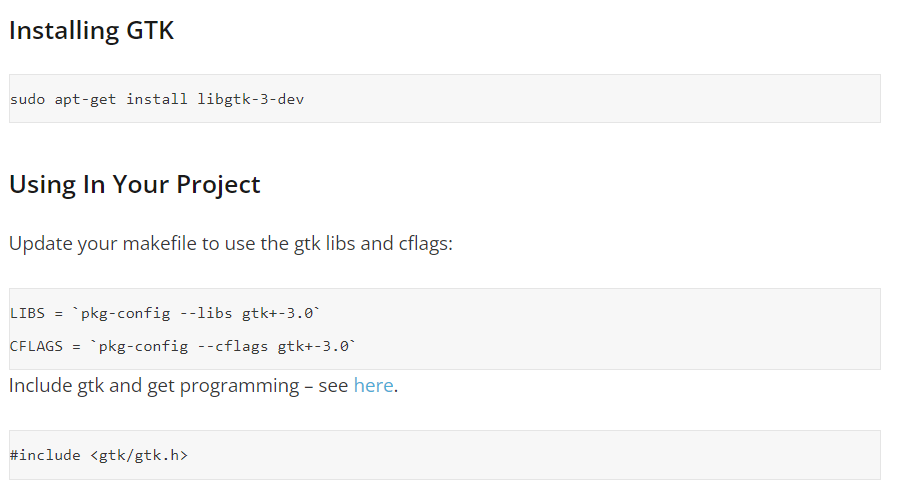 Installing GTK
sudo apt-get install libgtk-3-dev
Using In Your Project
Update your makefile to use the gtk libs and cflags:
LIBS = `pkg-config --libs gtk+-3.0`
CFLAGS = `pkg-config --cflags gtk+-3.0`
Include gtk and get programming – see here.
#include <gtk/gtk.h>